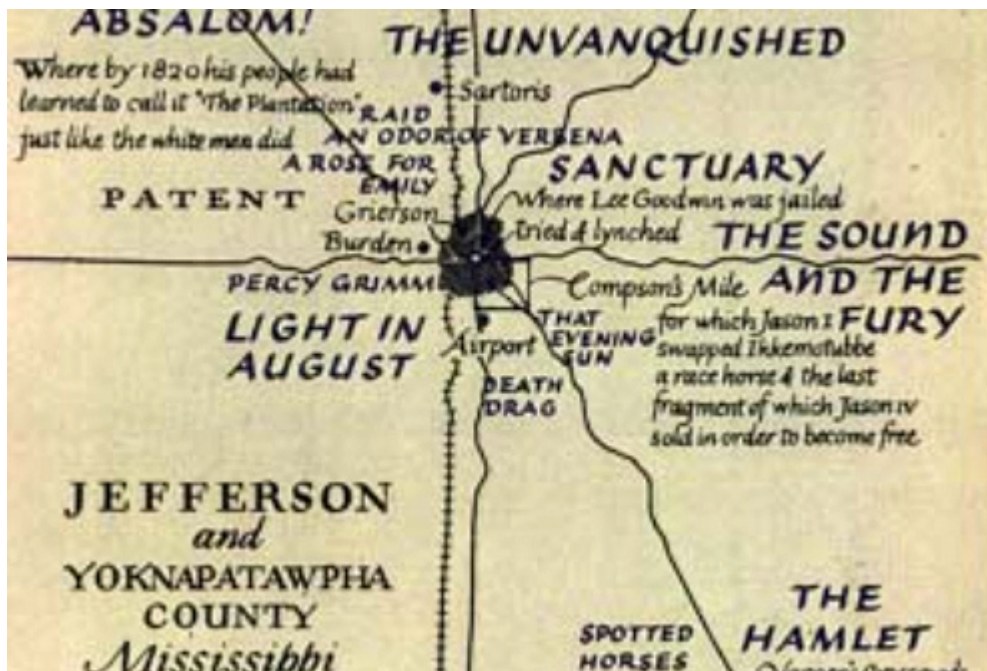 ABSALOM!
Where by 1820 his people had
learned to call it "The Plantation"
just like the white men did
THE UNVANQUISHED
Sartoris
RAID
AN ODOR OF VERBENA
A ROSE FOR
EMILY
PATENT
Grierson
Burden
SANCTUARY
Where Lee Goodwin was jailed
tried & lynched
THE SOUND
AND THE
FURY
Compson's Mile
for which Jason I
swapped Ikkemotubbe
a race horse & the last
fragment of which Jason IV
sold in order to become free
PERCY GRIMM
LIGHT IN
AUGUST
Airport
THAT
EVENING
SUN
DEATH
DRAG
JEFFERSON
and
YOKNAPATAWPHA
COUNTY
Mississippi
SPOTTED
HORSES
THE
HAMLET